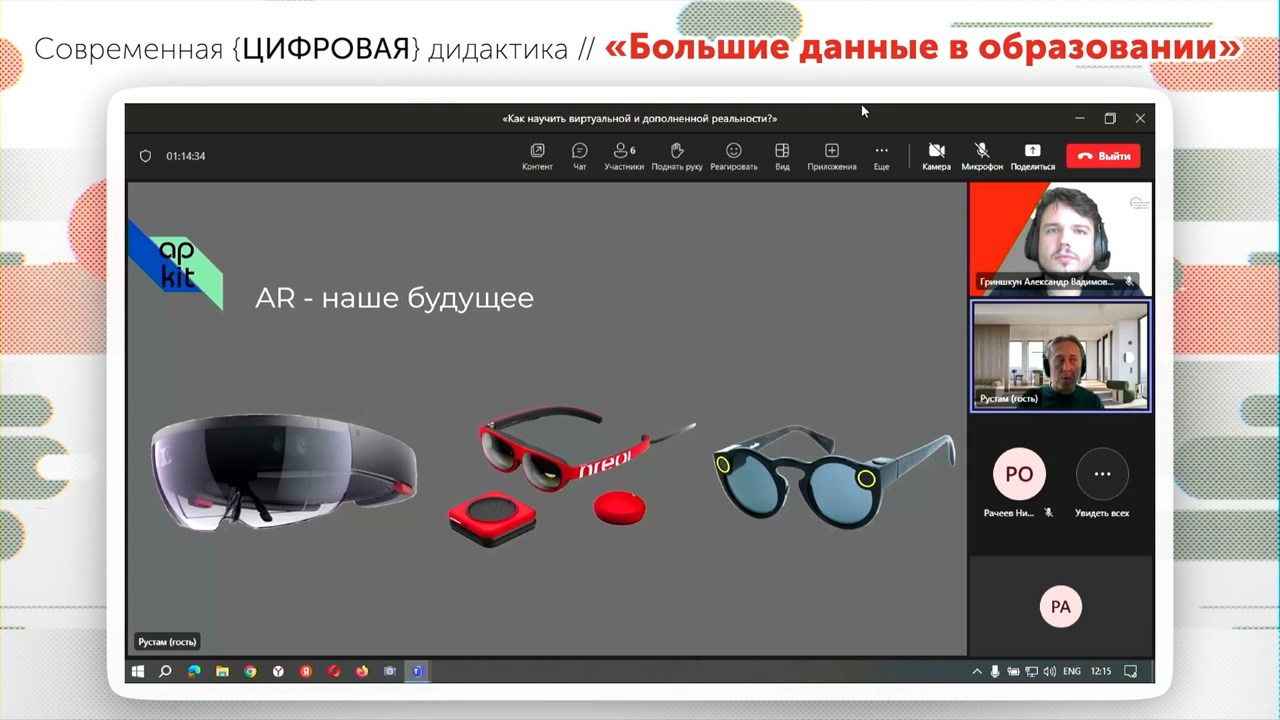 Современная {ЦИФРОВАЯ} дидактика // «Большие данные в образовании»
«Как научить виртуальной и дополненной реальности?»
01:14:34
Контент
Чат
6
Участники
Поднять руку
Реагировать
Вид
Приложения
Еще
Камера
Микрофон
Поделиться
Выйти
ap
kit
AR - наше будущее
nreal
Гриншкун Александр Вадимов...
Рустам (гость)
РО
Рачеев Ни...
Увидеть всех
РА
Рустам (гость)
ENG
12:15